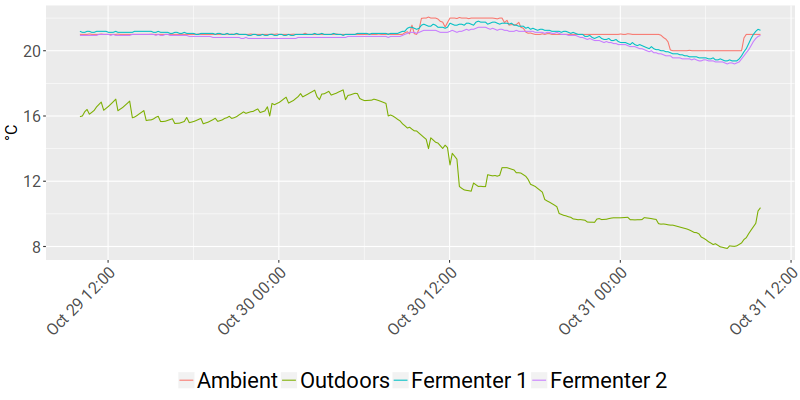 20
16
°C
12
8
Oct 29 12:00
Oct 30 00:00
Oct 30 12:00
Oct 31 00:00
Oct 31 12:00
Ambient Outdoors Fermenter 1 Fermenter 2